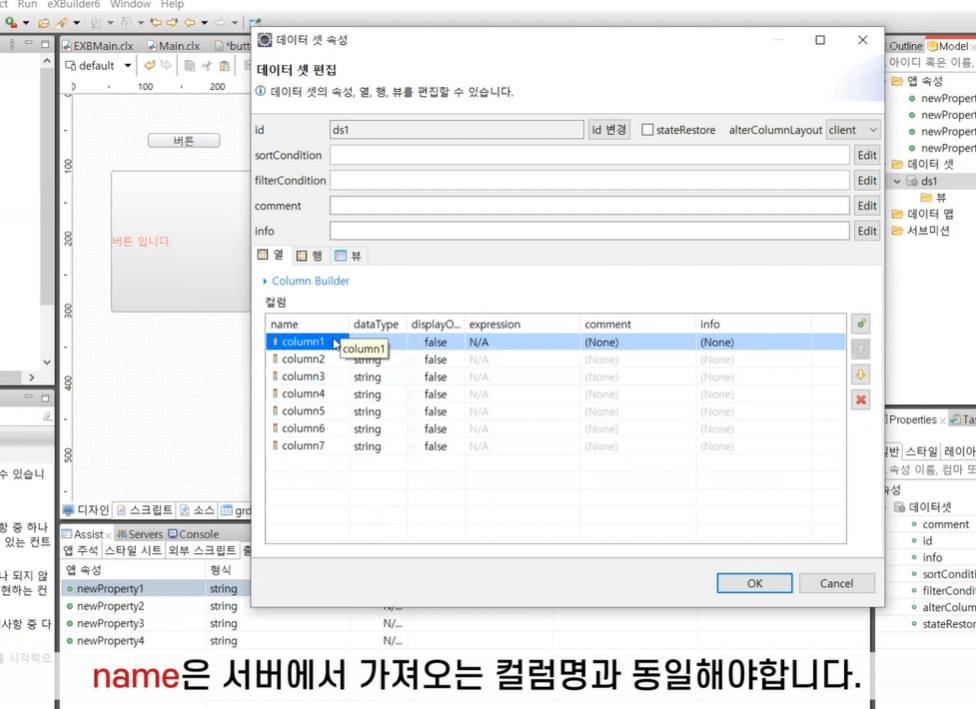 Run eXBuilder6 Window Help
EXBMain.clx Main.clx *butt
default
0 100 200
버튼
버튼 입니다.
100
200
300
400
500
디자인 스크립트 소스 grd
Assist Servers Console
앱 주석 스타일 시트 외부 스크립트
앱 속성 형식
newProperty1 string
newProperty2 string N/...
newProperty3 string N/...
newProperty4 string N/...
수 있습니
항 중 하나
있는 컨트
나 되지 않
현하는 컨
사항 중 다
를 시각적으
데이터 셋 속성
데이터 셋 편집
데이터 셋의 속성, 열, 행, 뷰를 편집할 수 있습니다.
id ds1 id 변경 stateRestore alterColumnLayout client
sortCondition Edit
filterCondition Edit
comment Edit
info Edit
열 행 뷰
Column Builder
컬럼
name dataType displayO... expression comment info
column1 false N/A (None) (None)
column1
column2 string false N/A (None) (None)
column3 string false N/A (None) (None)
column4 string false N/A (None) (None)
column5 string false N/A (None) (None)
column6 string false N/A (None) (None)
column7 string false N/A (None) (None)
OK Cancel
Outline Model
아이디 혹은 이름,
앱 속성
newPropert
newPropert
newPropert
newPropert
데이터 셋
ds1
뷰
데이터 맵
서브미션
Properties Tas
일반 스타일 레이아
속성 이름, 컴마 또
속성
데이터셋
comment
id
info
sortConditi
filterCondi
alterColum
stateRestor
name은 서버에서 가져오는 컬럼명과 동일해야합니다.